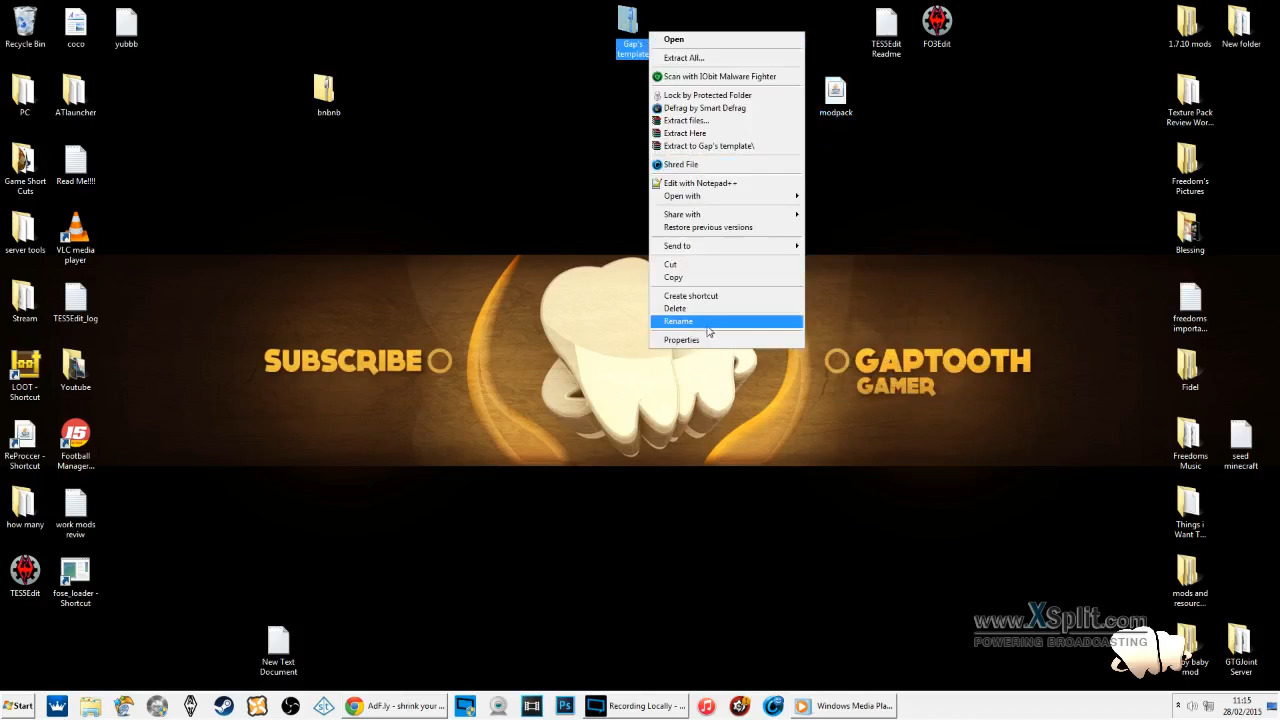 Recycle Bin
coco
yubbb
Gap's
template
TES5Edit
Readme
FO3Edit
1.7.10 mods
New folder
Open
Extract All...
Scan with IObit Malware Fighter
Lock by Protected Folder
Defrag by Smart Defrag
Extract files...
Extract Here
Extract to Gap's template\
Shred File
Edit with Notepad++
Open with
Share with
Restore previous versions
Send to
Cut
Copy
Create shortcut
Delete
Rename
Properties
PC
ATlauncher
bnbnb
modpack
Texture Pack
Review Wor...
Game Short
Cuts
Read Me!!!!
Freedom's
Pictures
server tools
VLC media
player
Blessing
Stream
TES5Edit_log
freedoms
importa...
SUBSCRIBE
GAPTOOTH
GAMER
LOOT -
Shortcut
Youtube
Fidel
ReProccer -
Shortcut
Football
Manager...
Freedoms
Music
seed
minecraft
how many
work mods
reviw
Things i
Want T...
TES5Edit
fose_loader -
Shortcut
mods and
resourc...
New Text
Document
www.XSplit.com
POWERING BROADCASTING
by baby
mod
GTGJoint
Server
Start
AdF.ly - shrink your ...
Recording Locally - ...
Windows Media Pla...
11:15
28/02/2015